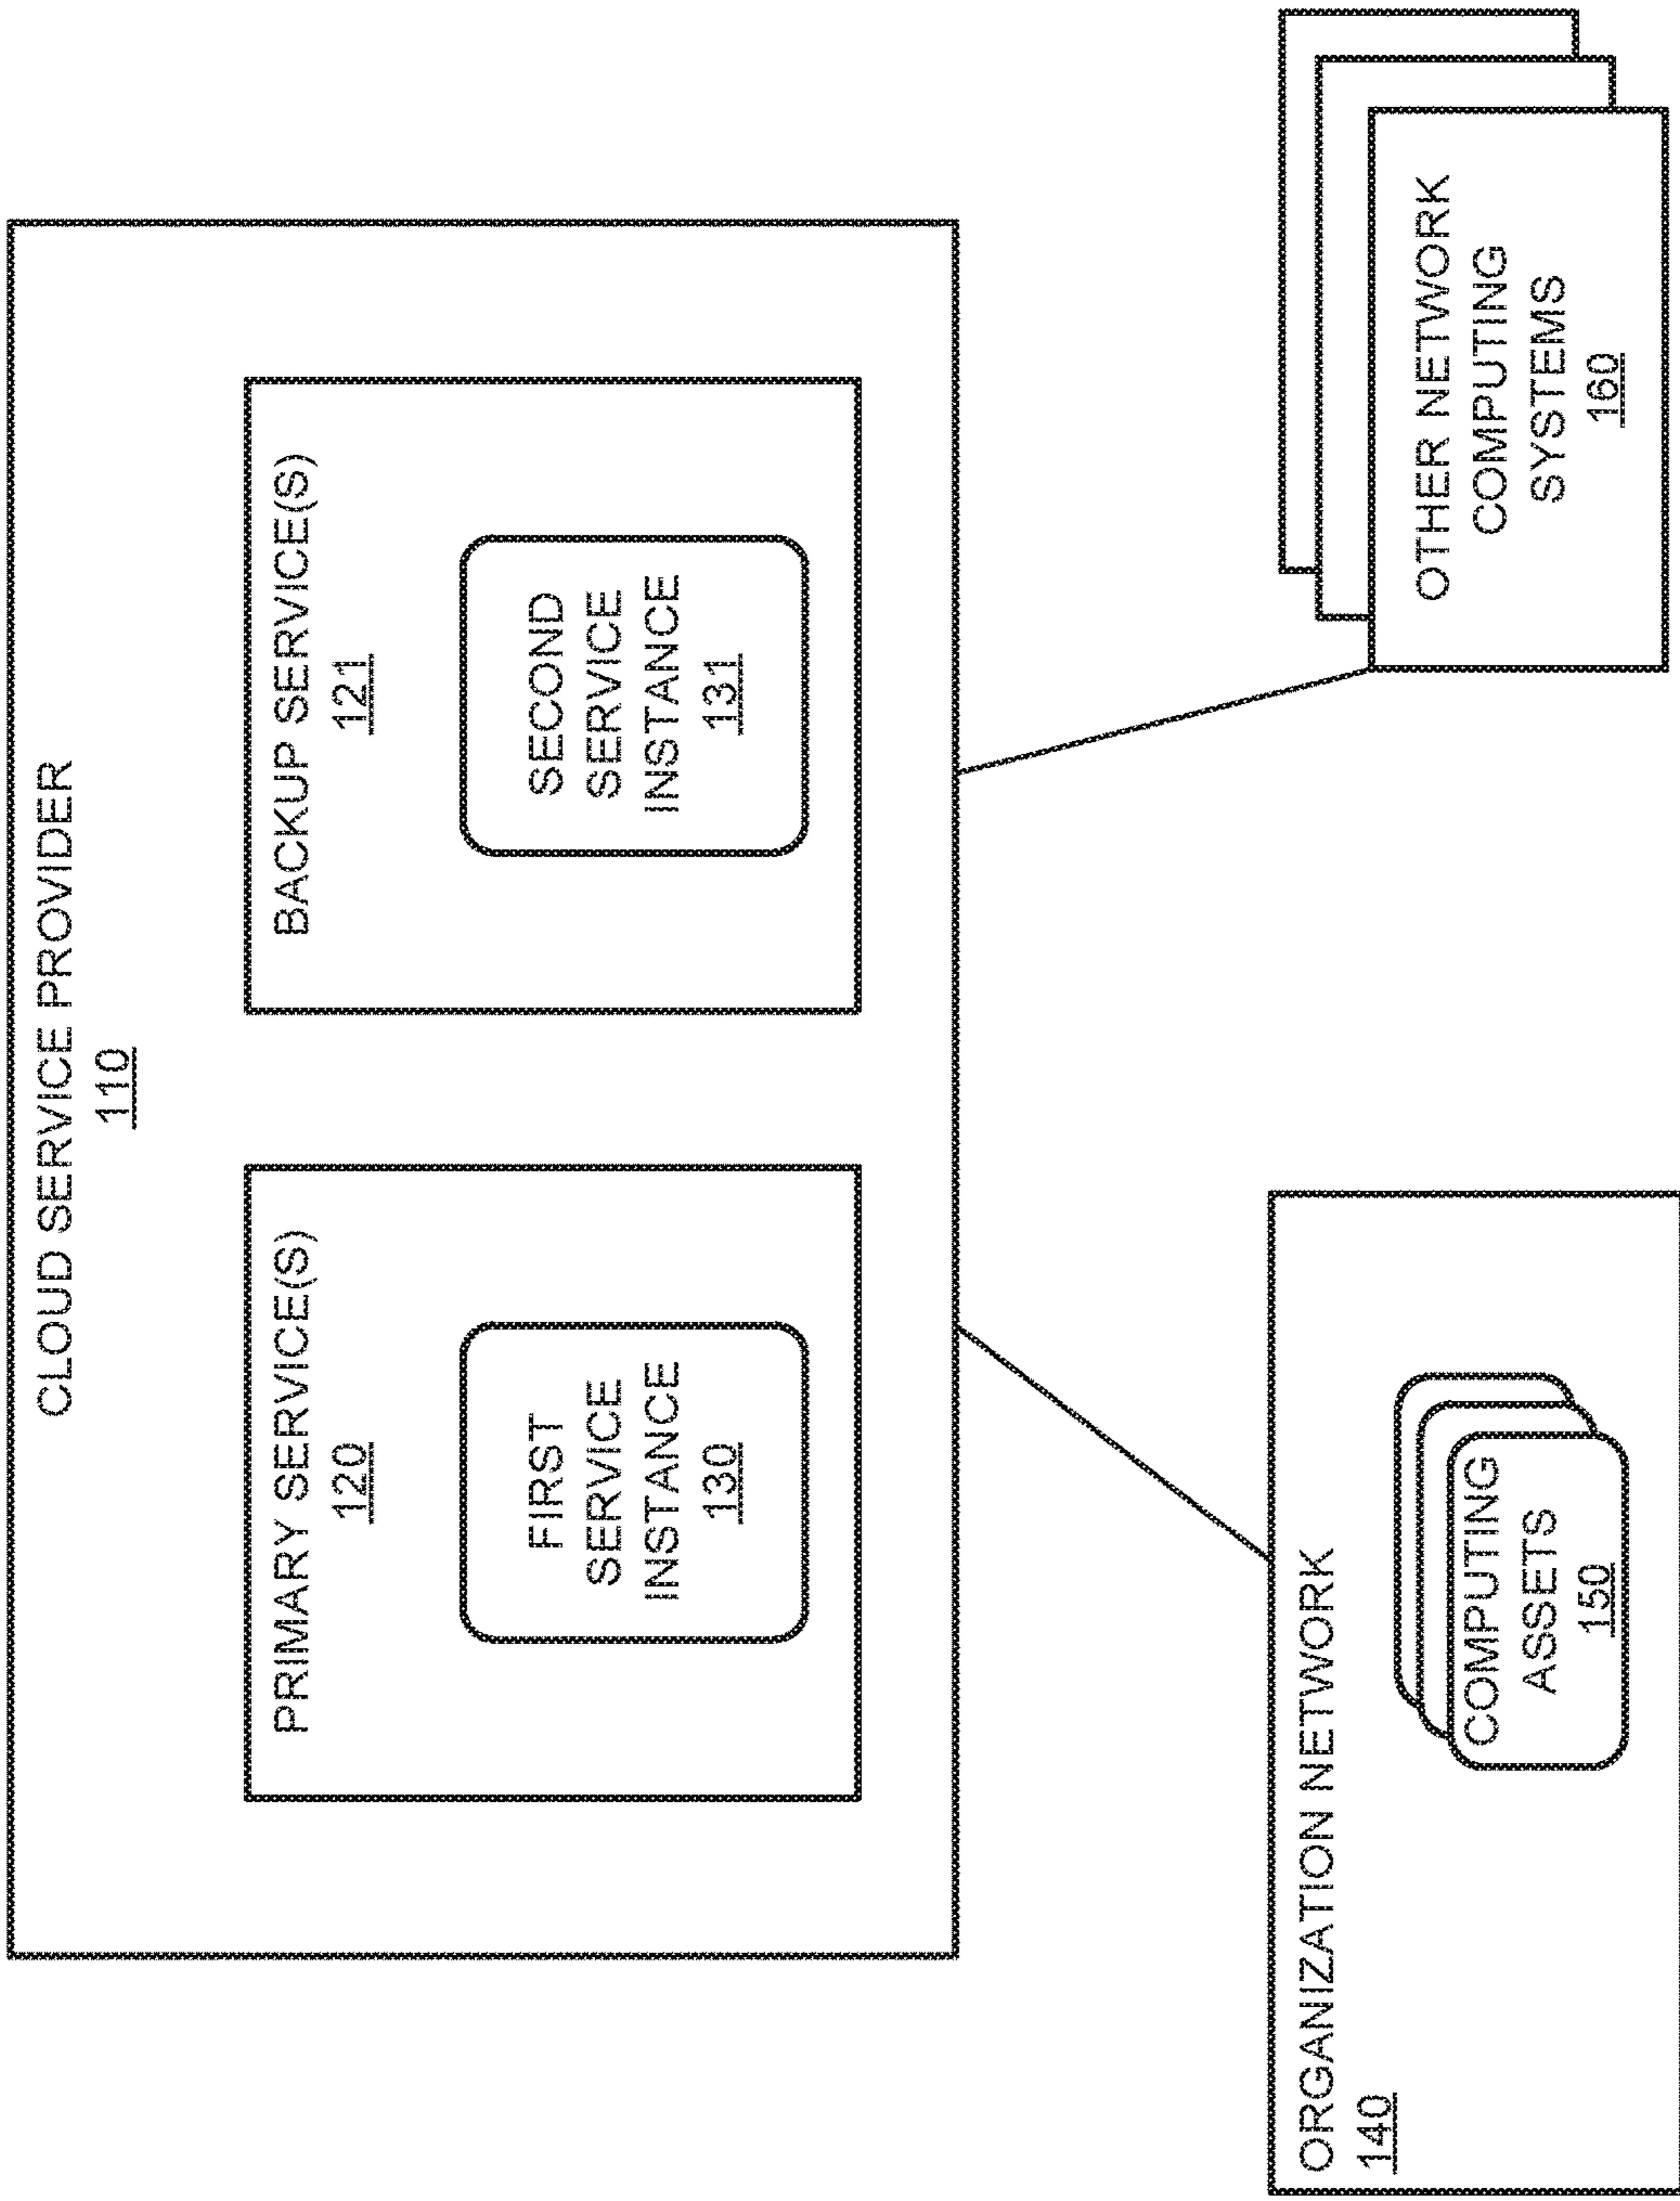 CLOUD SERVICE PROVIDER
110
PRIMARY SERVICE(S)
120
FIRST
SERVICE
INSTANCE
130
BACKUP SERVICE(S)
121
SECOND
SERVICE
INSTANCE
131
ORGANIZATION NETWORK
140
COMPUTING
ASSETS
150
OTHER NETWORK
COMPUTING
SYSTEMS
160